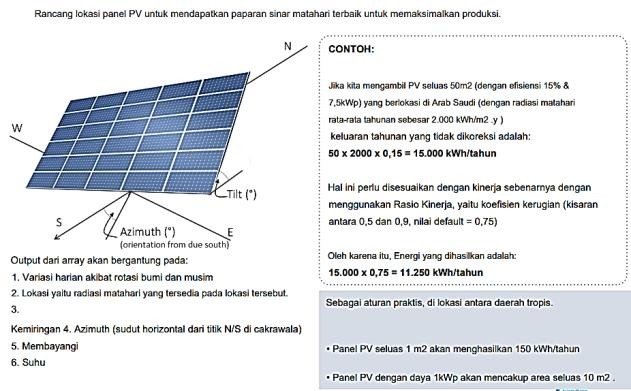 Rancang lokasi panel PV untuk mendapatkan paparan sinar matahari terbaik untuk memaksimalkan produksi.
N
W
Tilt (°)
S
Azimuth (°)
E
(orientation from due south)
Output dari array akan bergantung pada:
1. Variasi harian akibat rotasi bumi dan musim
2. Lokasi yaitu radiasi matahari yang tersedia pada lokasi tersebut.
3.
Kemiringan 4. Azimuth (sudut horizontal dari titik N/S di cakrawala)
5. Membayangi
6. Suhu
CONTOH:
Jika kita mengambil PV seluas 50m2 (dengan efisiensi 15% &
7,5kWp) yang berlokasi di Arab Saudi (dengan radiasi matahari
rata-rata tahunan sebesar 2.000 kWh/m2 .y )
keluaran tahunan yang tidak dikoreksi adalah:
50 x 2000 x 0,15 = 15.000 kWh/tahun
Hal ini perlu disesuaikan dengan kinerja sebenarnya dengan
menggunakan Rasio Kinerja, yaitu koefisien kerugian (kisaran
antara 0,5 dan 0,9, nilai default = 0,75)
Oleh karena itu, Energi yang dihasilkan adalah:
15.000 x 0,75 = 11.250 kWh/tahun
Sebagai aturan praktis, di lokasi antara daerah tropis.
• Panel PV seluas 1 m2 akan menghasilkan 150 kWh/tahun
• Panel PV dengan daya 1kWp akan mencakup area seluas 10 m2 .